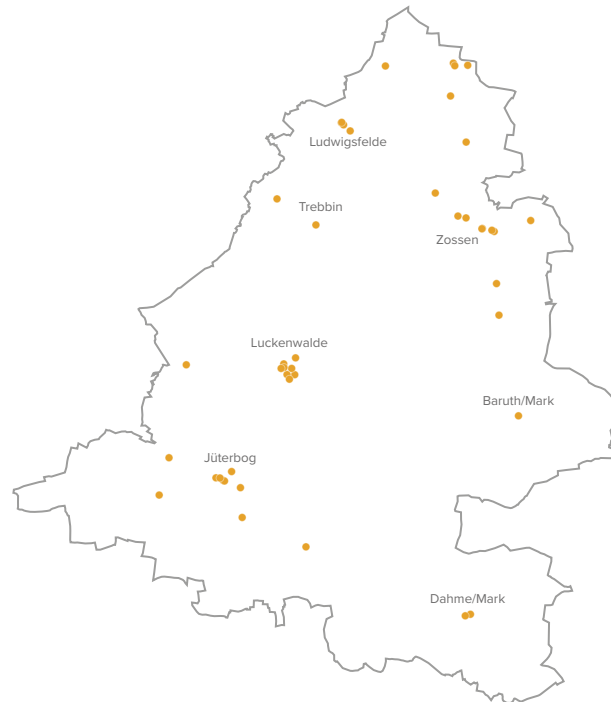 Ludwigsfelde
Trebbin
Zossen
Luckenwalde
Baruth/Mark
Jüterbog
Dahme/Mark